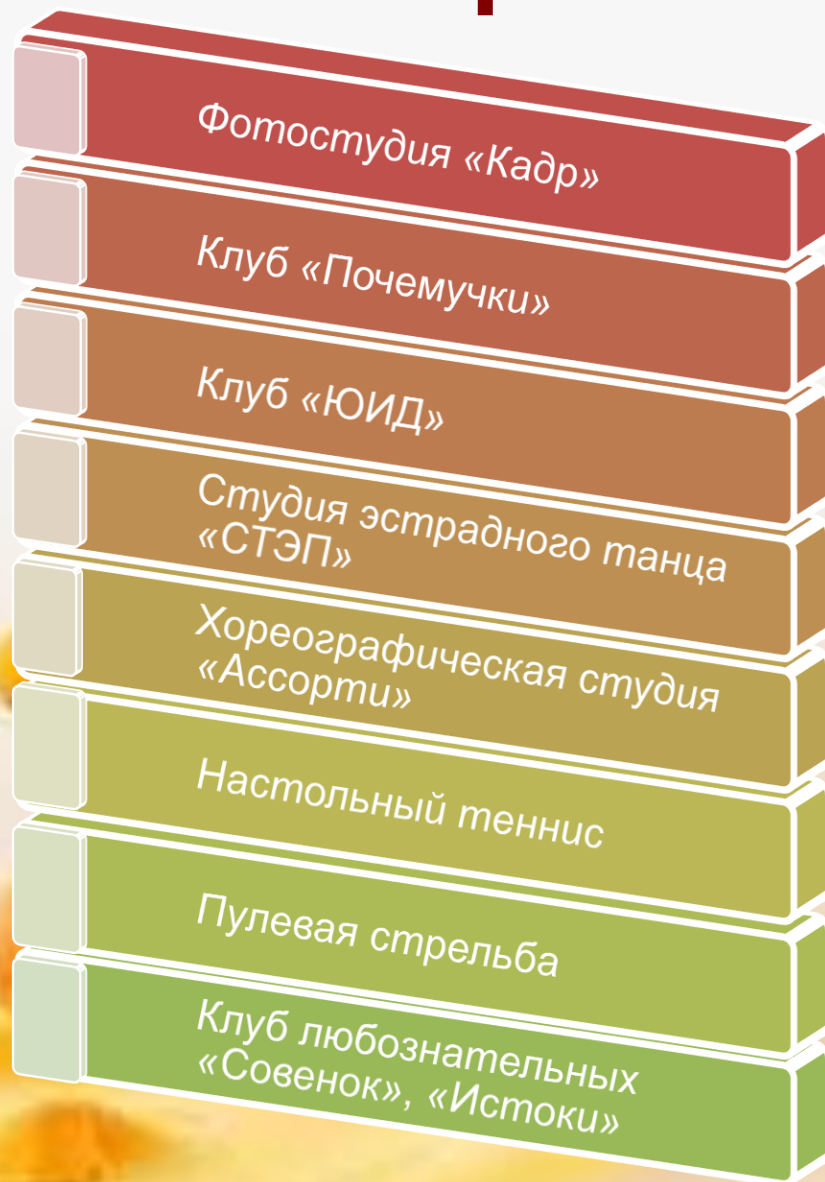 Фотостудия «Кадр»
Клуб «Почемучки»
Клуб «ЮИД»
Студия эстрадного танца
«СТЭП»
Хореографическая студия
«Ассорти»
Настольный теннис
Пулевая стрельба
Клуб любознательных
«Совенок», «Истоки»